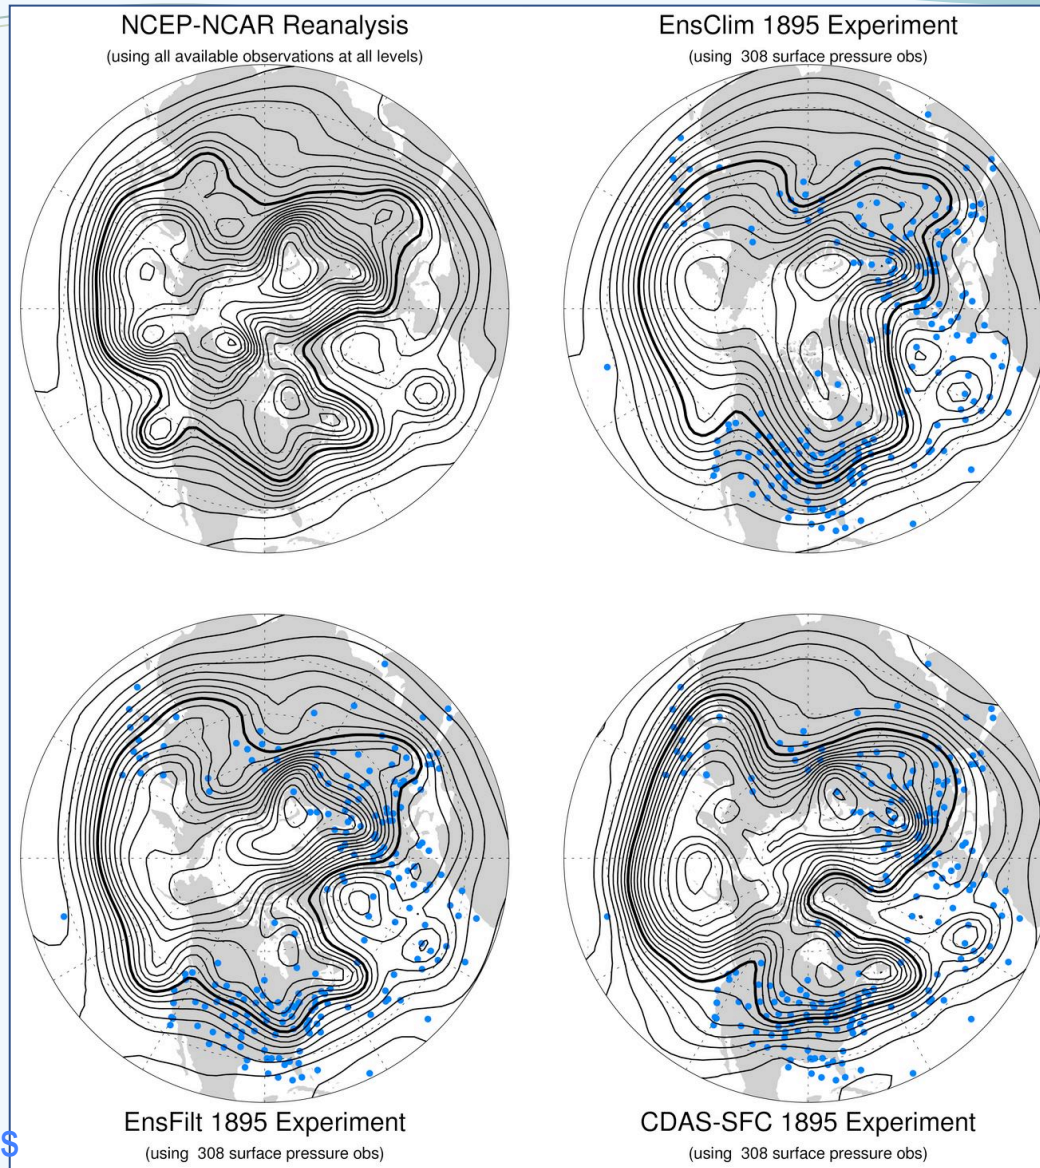 NCEP-NCAR Reanalysis
(using all available observations at all levels)
EnsClim 1895 Experiment
(using 308 surface pressure obs)
EnsFilt 1895 Experiment
(using 308 surface pressure obs)
CDAS-SFC 1895 Experiment
(using 308 surface pressure obs)
s